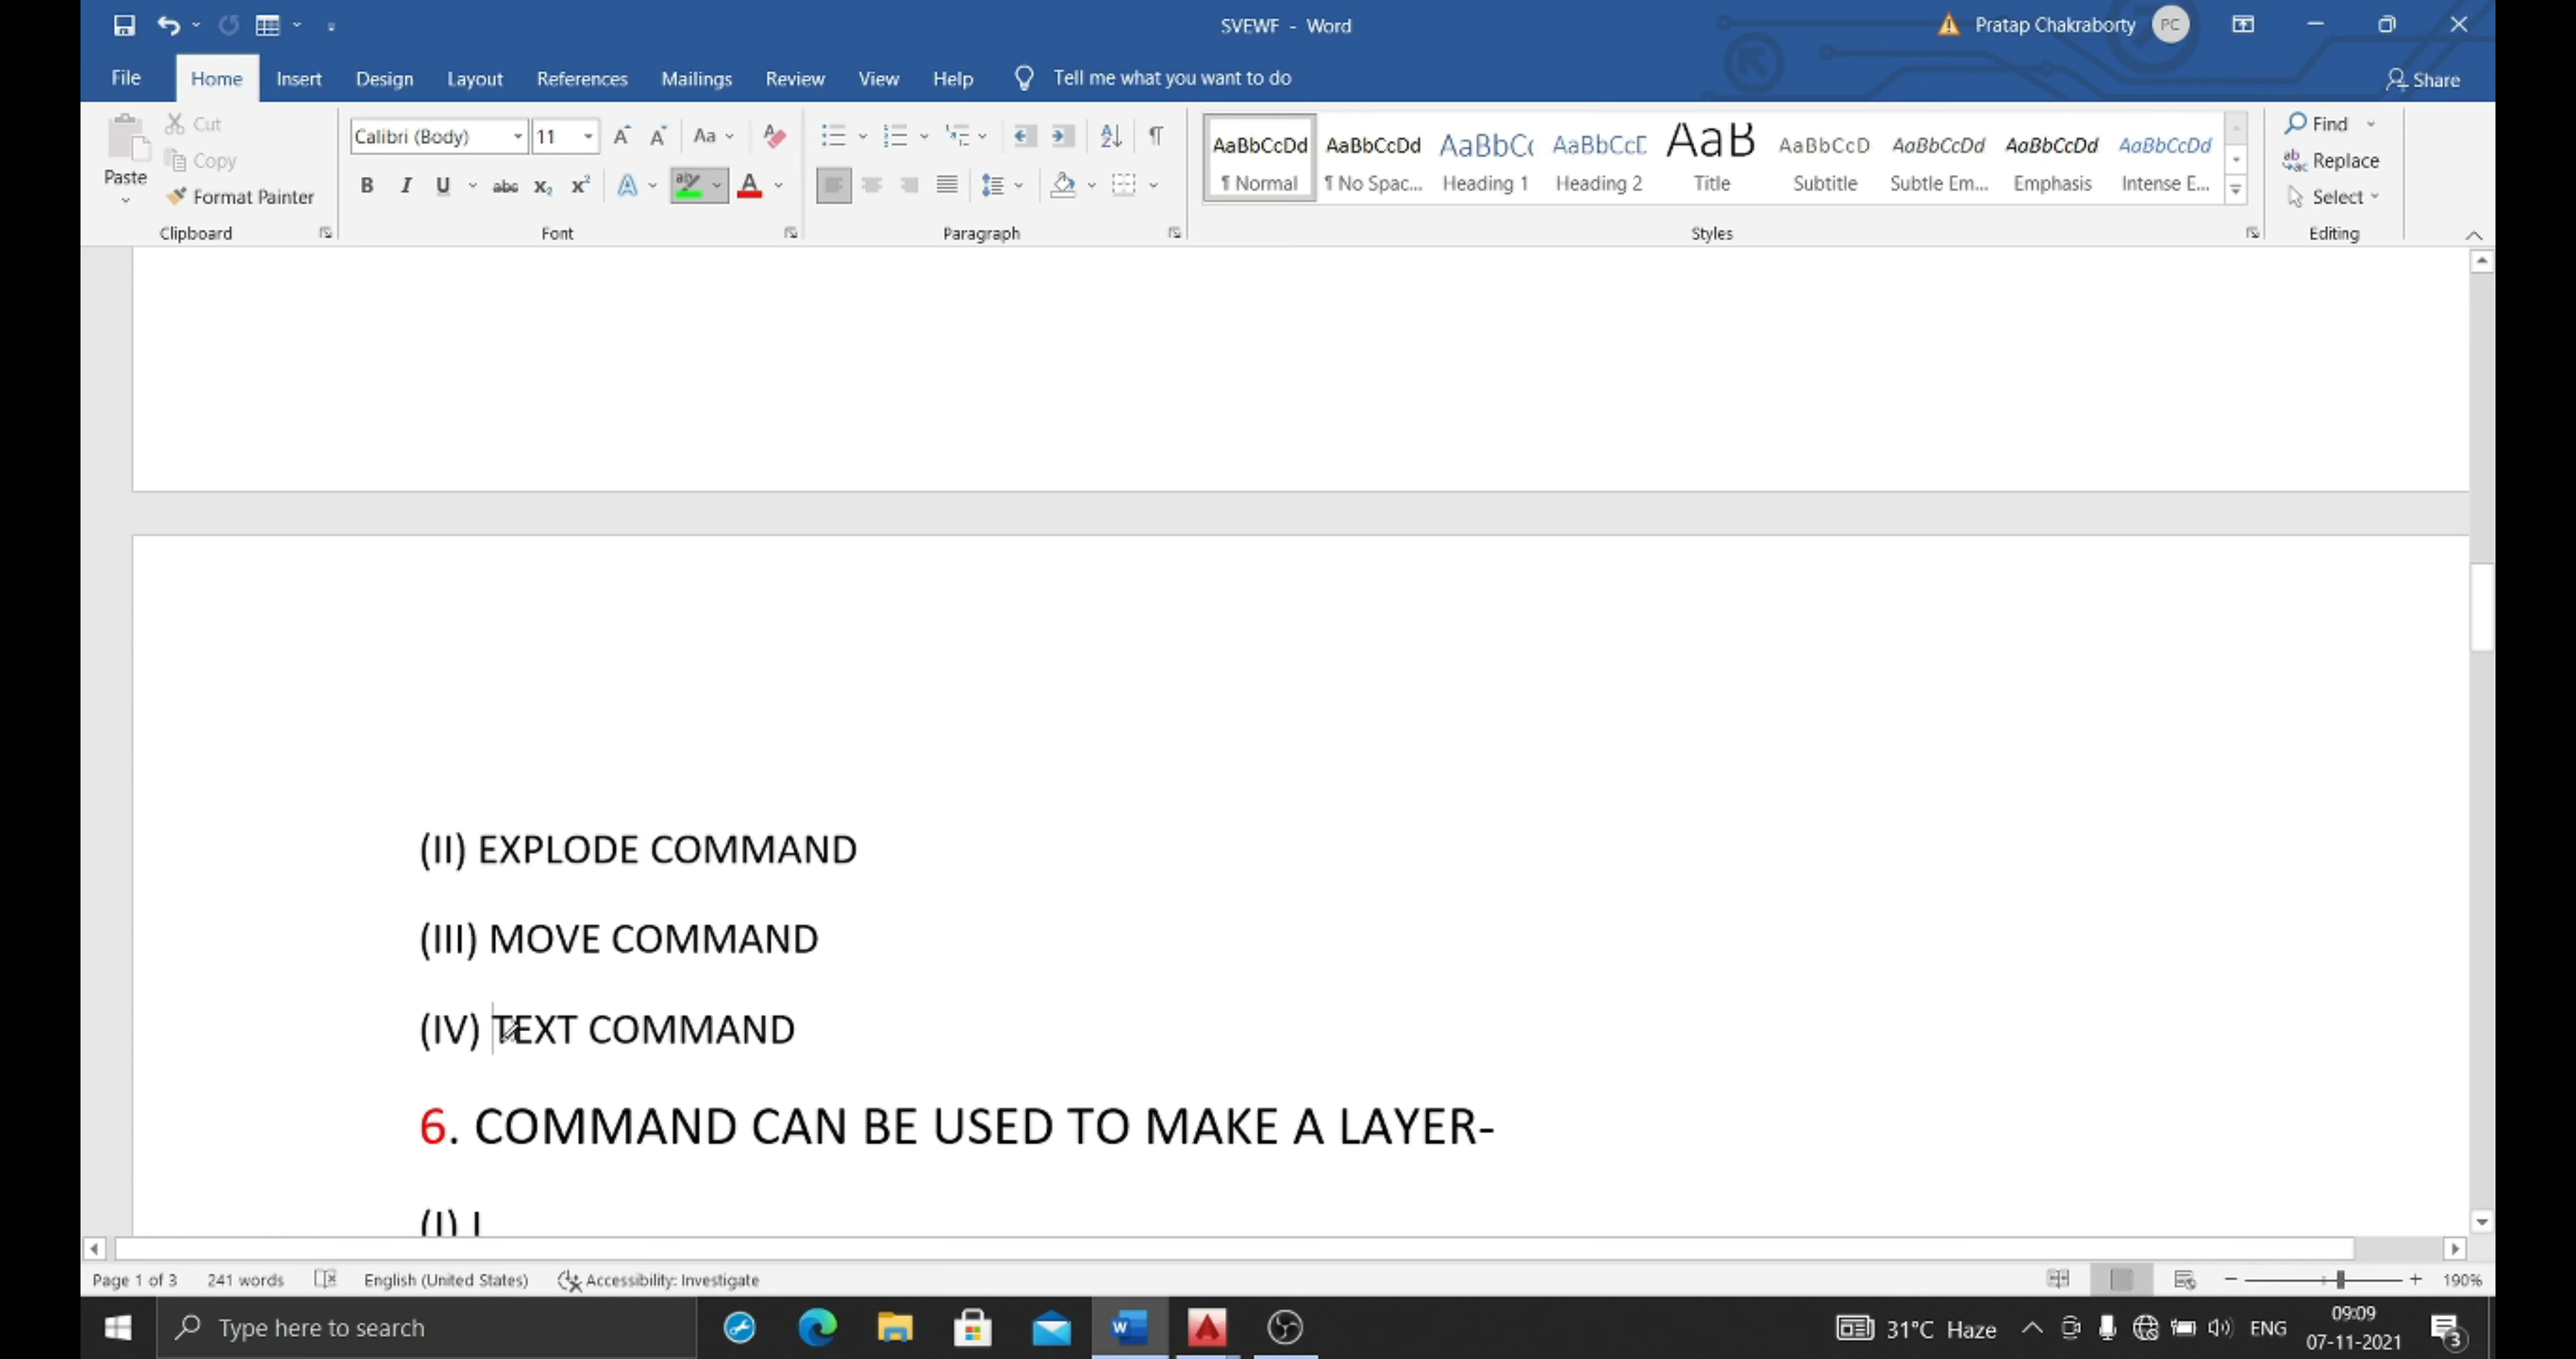 SVEWF - Word
Pratap Chakraborty PC
File Home Insert Design Layout References Mailings Review View Help Tell me what you want to do Share
Paste Cut Copy Format Painter
Clipboard
Calibri (Body) 11
Font
Paragraph
AaBbCcDd AaBbCcDd AaBbC AaBbCcD AaB AaBbCcD AaBbCcDd AaBbCcDd AaBbCcDd
¶ Normal ¶ No Spac... Heading 1 Heading 2 Title Subtitle Subtle Em... Emphasis Intense E...
Styles
Find
Replace
Select
Editing
(II) EXPLODE COMMAND
(III) MOVE COMMAND
(IV) TEXT COMMAND
6. COMMAND CAN BE USED TO MAKE A LAYER-
(I)
Page 1 of 3 241 words English (United States) Accessibility: Investigate 190%
Type here to search
31°C Haze ENG 09:09 07-11-2021 3